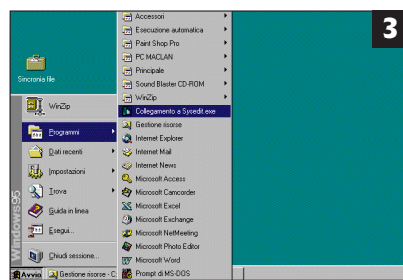 3
Sincronia file
WinZip
Programmi
Dati recenti
Impostazioni
Trova
Guida in linea
Esegui...
Chiudi sessione...
Windows95
Accessori
Esecuzione automatica
Paint Shop Pro
PC MACLAN
Principale
Sound Blaster CD-ROM
WinZip
Collegamento a Sysedit.exe
Gestione risorse
Internet Explorer
Internet Mail
Internet News
Microsoft Access
Microsoft Camcorder
Microsoft Excel
Microsoft Exchange
Microsoft NetMeeting
Microsoft Photo Editor
Microsoft Word
Prompt di MS-DOS
Avvio
Gestione risorse - C